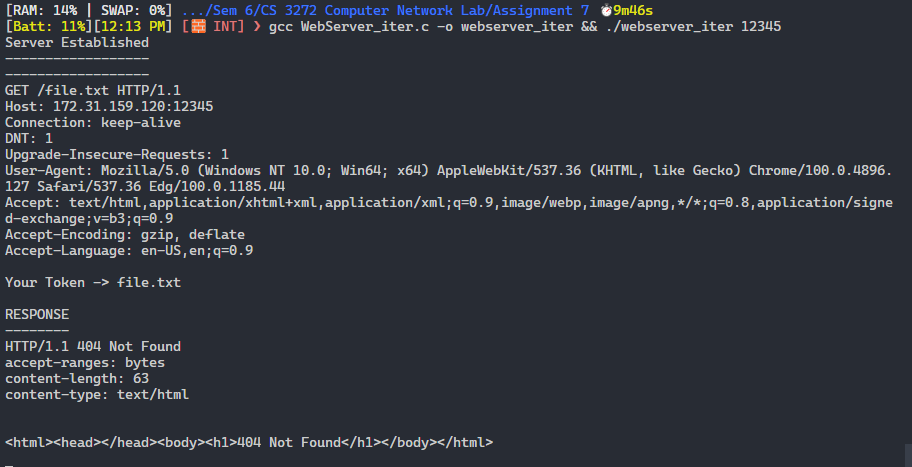 [RAM: 14% | SWAP: 0%] .../Sem 6/CS 3272 Computer Network Lab/Assignment 7 ⏱9m46s
[Batt: 11%][12:13 PM] [🧱 INT] ❯ gcc WebServer_iter.c -o webserver_iter && ./webserver_iter 12345
Server Established
------------------
------------------
GET /file.txt HTTP/1.1
Host: 172.31.159.120:12345
Connection: keep-alive
DNT: 1
Upgrade-Insecure-Requests: 1
User-Agent: Mozilla/5.0 (Windows NT 10.0; Win64; x64) AppleWebKit/537.36 (KHTML, like Gecko) Chrome/100.0.4896.
127 Safari/537.36 Edg/100.0.1185.44
Accept: text/html,application/xhtml+xml,application/xml;q=0.9,image/webp,image/apng,*/*;q=0.8,application/signe
d-exchange;v=b3;q=0.9
Accept-Encoding: gzip, deflate
Accept-Language: en-US,en;q=0.9
Your Token -> file.txt
RESPONSE
--------
HTTP/1.1 404 Not Found
accept-ranges: bytes
content-length: 63
content-type: text/html
<html><head></head><body><h1>404 Not Found</h1></body></html>